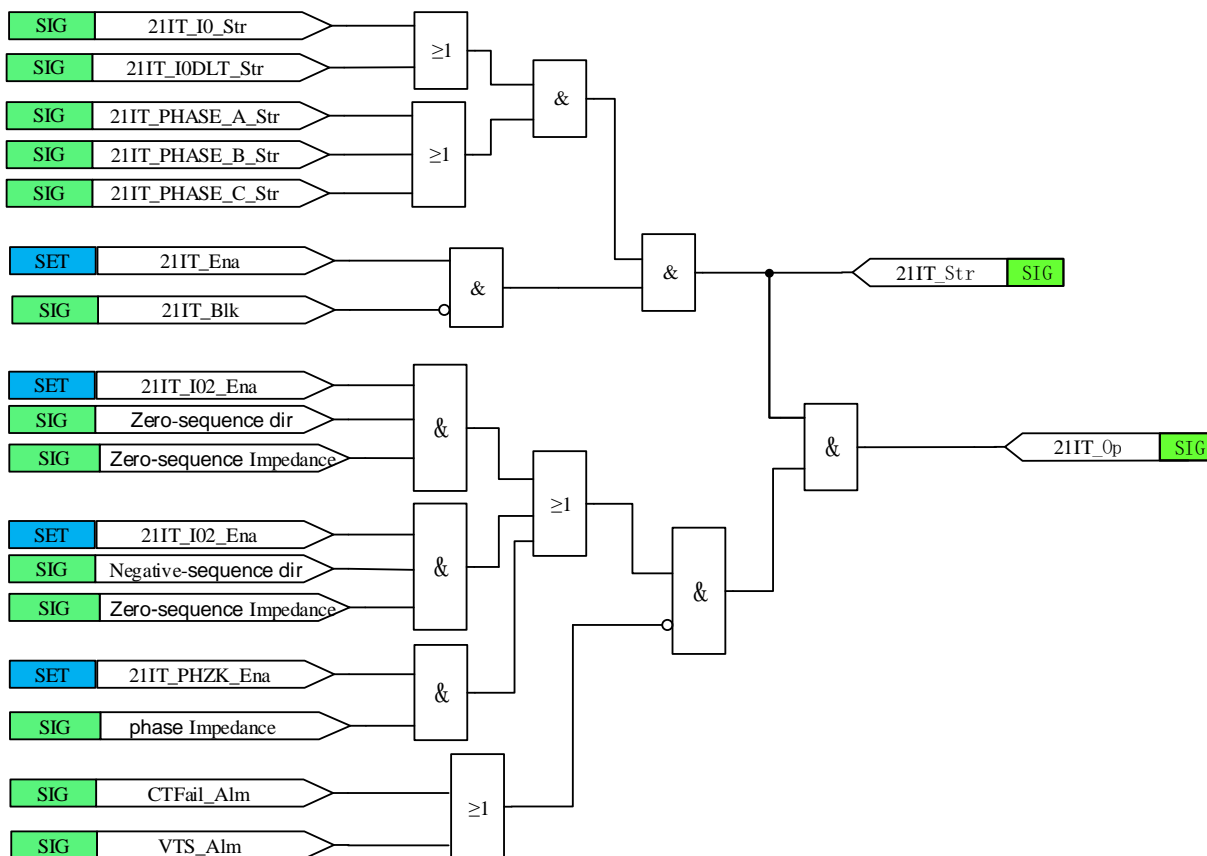 SIG 21IT_I0_Str
≥1
SIG 21IT_I0DLT_Str
&
SIG 21IT_PHASE_A_Str
SIG 21IT_PHASE_B_Str
≥1
SIG 21IT_PHASE_C_Str
SET 21IT_Ena
&
&
21IT_Str SIG
SIG 21IT_Blk
SET 21IT_I02_Ena
SIG Zero-sequence dir
&
SIG Zero-sequence Impedance
&
21IT_Op SIG
≥1
SET 21IT_I02_Ena
SIG Negative-sequence dir
&
SIG Zero-sequence Impedance
&
SET 21IT_PHZK_Ena
&
SIG phase Impedance
SIG CTFail_Alm
≥1
SIG VTS_Alm